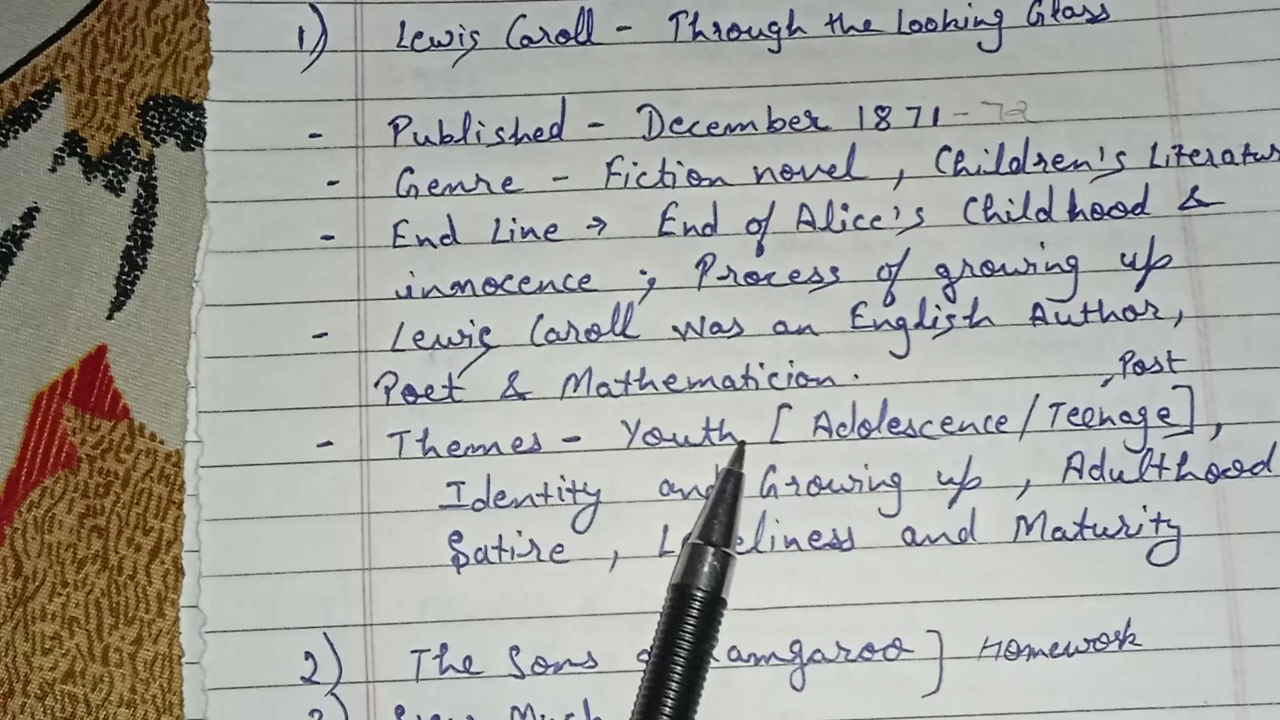 1) Lewis Caroll - Through the Looking Glass
- Published - December 1871-72
- Genre - Fiction novel, Children's Literatur
- End Line → End of Alice's Childhood &
innocence ; Process of growing up
- Lewis Caroll was an English Author,
Poet & Mathematician.
, Past
- Themes - Youth [Adolescence/Teenage],
Identity and Growing up, Adulthood
Satire, and Maturity
2) The Sons ] Homework
Much